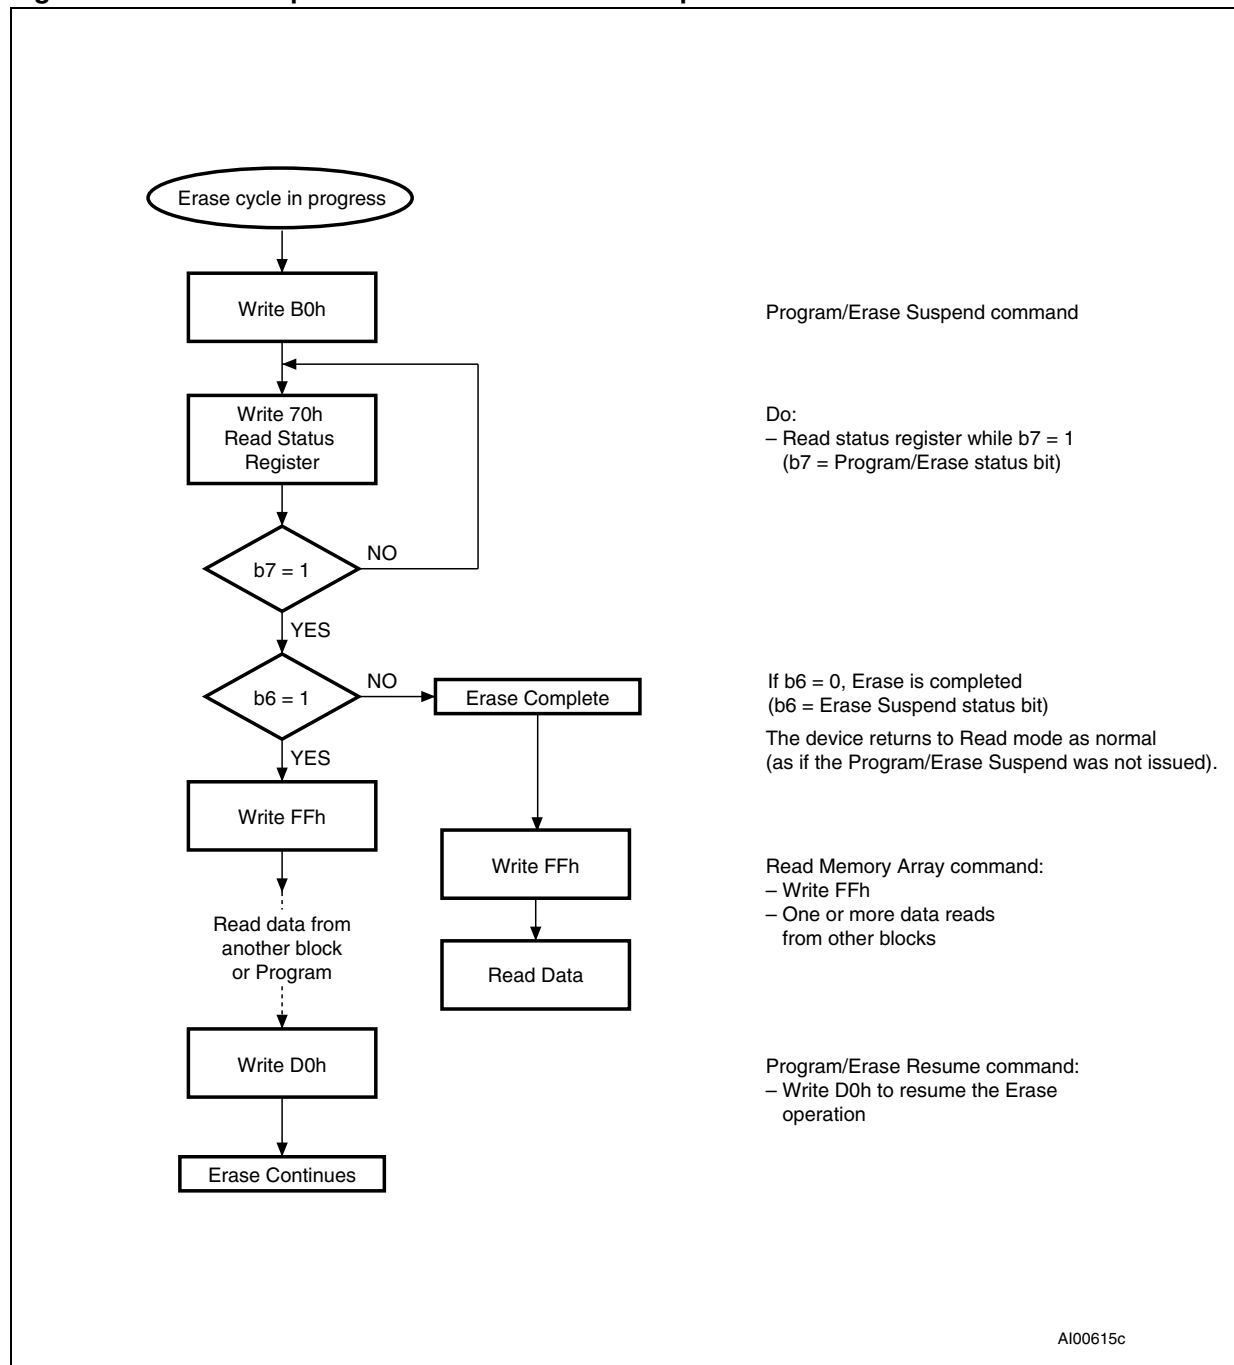 Erase cycle in progress
Write B0h
Program/Erase Suspend command
Write 70h
Read Status
Register
Do:
– Read status register while b7 = 1
(b7 = Program/Erase status bit)
b7 = 1
NO
YES
b6 = 1
NO
Erase Complete
If b6 = 0, Erase is completed
(b6 = Erase Suspend status bit)
The device returns to Read mode as normal
(as if the Program/Erase Suspend was not issued).
YES
Write FFh
Write FFh
Read Memory Array command:
– Write FFh
– One or more data reads
from other blocks
Read data from
another block
or Program
Read Data
Write D0h
Program/Erase Resume command:
– Write D0h to resume the Erase
operation
Erase Continues
AI00615c